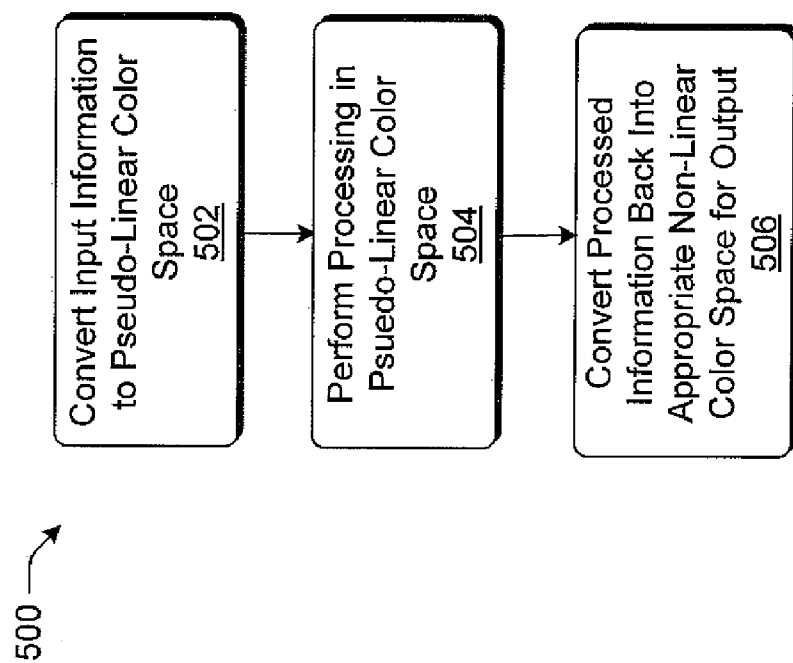 500
Convert Input Information
to Pseudo-Linear Color
Space
502
Perform Processing in
Psuedo-Linear Color
Space
504
Convert Processed
Information Back Into
Appropriate Non-Linear
Color Space for Output
506